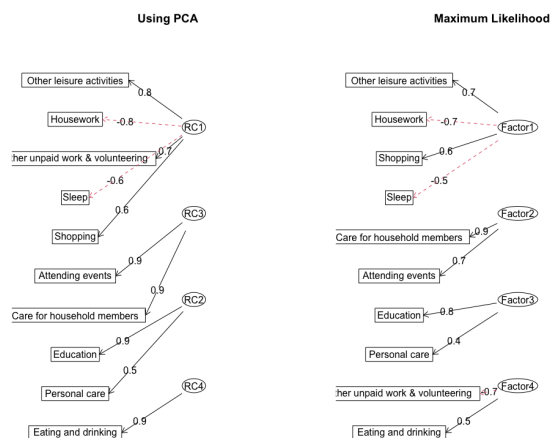 Using PCA
Other leisure activities
0.8
Housework
-0.8
RC1
0.7
ther unpaid work & volunteering
-0.6
Sleep
0.6
Shopping
RC3
0.9
Attending events
0.9
Care for household members
RC2
0.9
Education
0.5
Personal care
RC4
0.9
Eating and drinking
Maximum Likelihood
Other leisure activities
0.7
Housework
-0.7
Factor1
0.6
Shopping
-0.5
Sleep
Factor2
0.9
Care for household members
0.7
Attending events
Factor3
0.8
Education
0.4
Personal care
ther unpaid work & volunteering
-0.7
Factor4
0.5
Eating and drinking